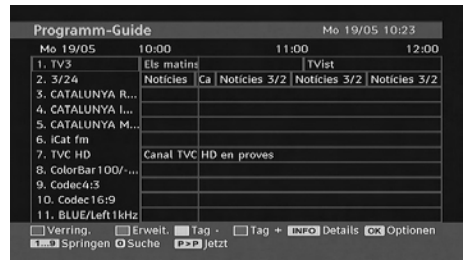 Programm-Guide Mo 19/05 10:23
Mo 19/05 10:00 11:00 12:00
1. TV3 Els matins TVist
2. 3/24 Notícies Ca Notícies 3/2 Notícies 3/2 Notícies 3/2
3. CATALUNYA R...
4. CATALUNYA I...
5. CATALUNYA M...
6. iCat fm
7. TVC HD Canal TVC HD en proves
8. ColorBar100/-...
9. Codec4:3
10. Codec16:9
11. BLUE/Left1kHz
Verring. Erweit. Tag - Tag + INFO Details OK Optionen
1...9 Springen Suche P>P Jetzt